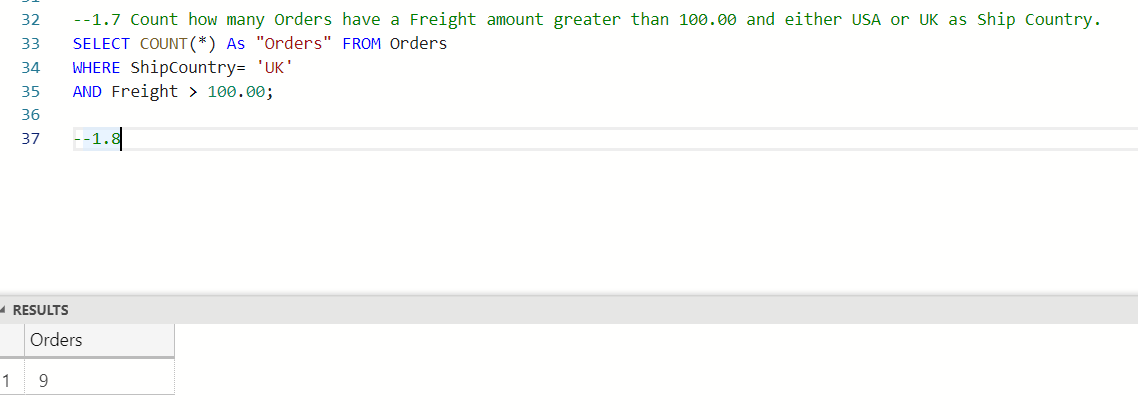 32 --1.7 Count how many Orders have a Freight amount greater than 100.00 and either USA or UK as Ship Country.
33 SELECT COUNT(*) As "Orders" FROM Orders
34 WHERE ShipCountry= 'UK'
35 AND Freight > 100.00;
36
37 --1.8
RESULTS
Orders
1 9